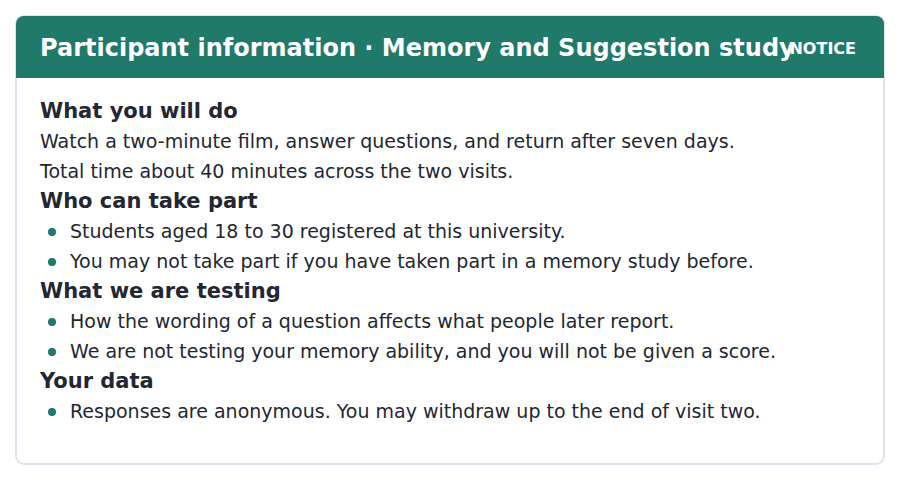 Participant information · Memory and Suggestion study
NOTICE
What you will do
Watch a two-minute film, answer questions, and return after seven days.
Total time about 40 minutes across the two visits.
Who can take part
Students aged 18 to 30 registered at this university.
You may not take part if you have taken part in a memory study before.
What we are testing
How the wording of a question affects what people later report.
We are not testing your memory ability, and you will not be given a score.
Your data
Responses are anonymous. You may withdraw up to the end of visit two.